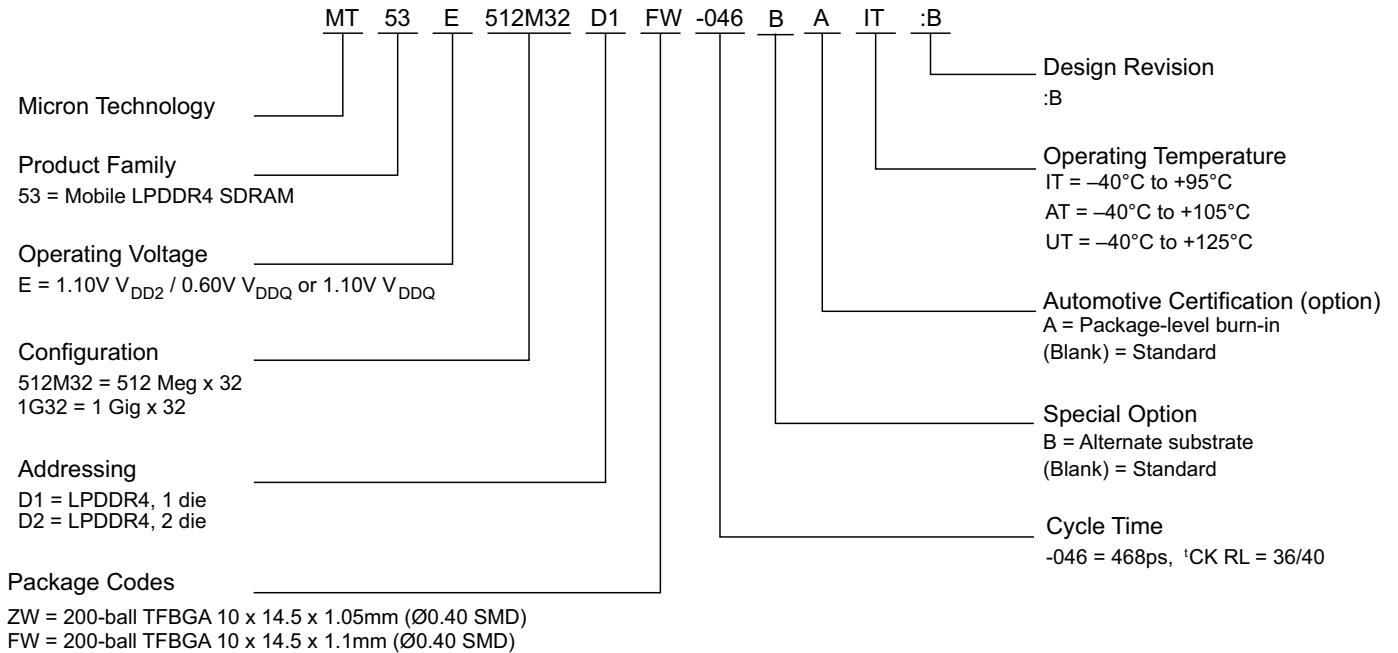 MT 53 E 512M32 D1 FW -046 B A IT :B
Micron Technology
Product Family
53 = Mobile LPDDR4 SDRAM
Operating Voltage
E = 1.10V VDD2 / 0.60V VDDQ or 1.10V VDDQ
Configuration
512M32 = 512 Meg x 32
1G32 = 1 Gig x 32
Addressing
D1 = LPDDR4, 1 die
D2 = LPDDR4, 2 die
Package Codes
ZW = 200-ball TFBGA 10 x 14.5 x 1.05mm (Ø0.40 SMD)
FW = 200-ball TFBGA 10 x 14.5 x 1.1mm (Ø0.40 SMD)
Design Revision
:B
Operating Temperature
IT = –40°C to +95°C
AT = –40°C to +105°C
UT = –40°C to +125°C
Automotive Certification (option)
A = Package-level burn-in
(Blank) = Standard
Special Option
B = Alternate substrate
(Blank) = Standard
Cycle Time
-046 = 468ps, tCK RL = 36/40